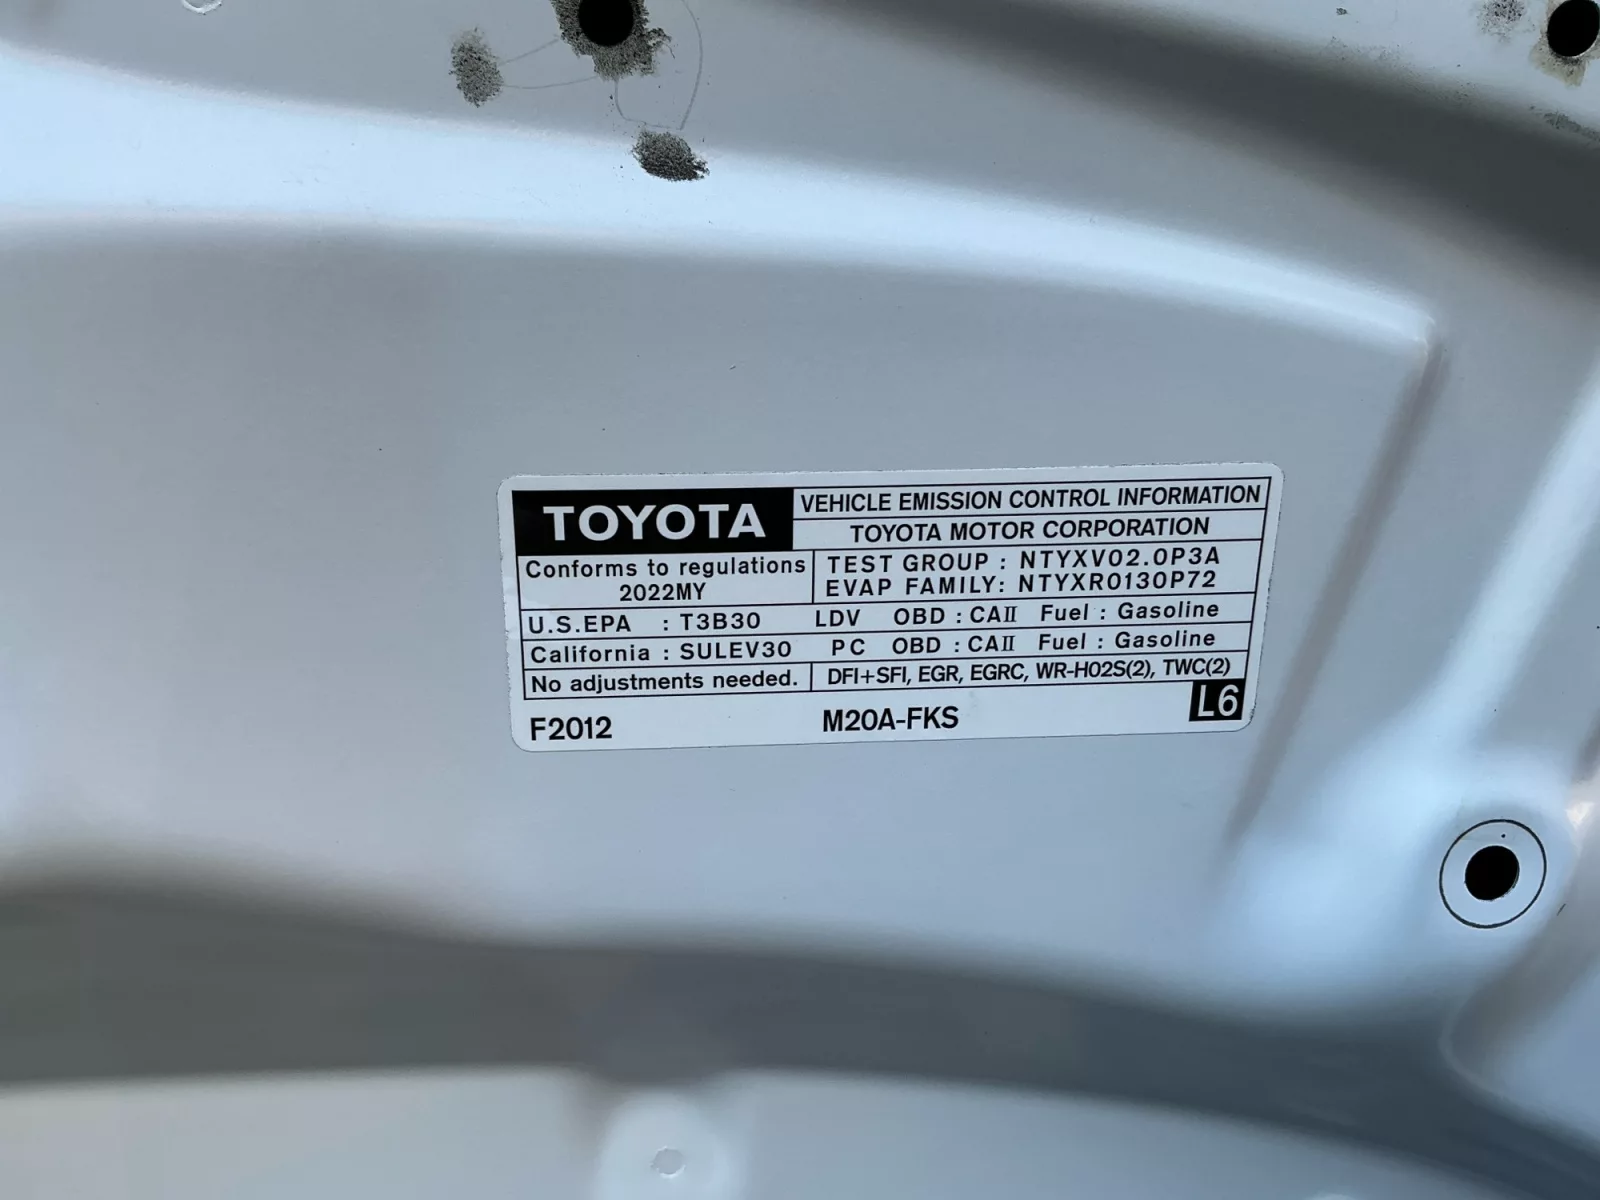 TOYOTA
VEHICLE EMISSION CONTROL INFORMATION
TOYOTA MOTOR CORPORATION
Conforms to regulations
2022MY
TEST GROUP : NTYXV02.0P3A
EVAP FAMILY: NTYXR0130P72
U.S.EPA : T3B30 LDV OBD : CAII Fuel : Gasoline
California : SULEV30 PC OBD : CAII Fuel : Gasoline
No adjustments needed. DFI+SFI, EGR, EGRC, WR-HO2S(2), TWC(2)
F2012 M20A-FKS L6